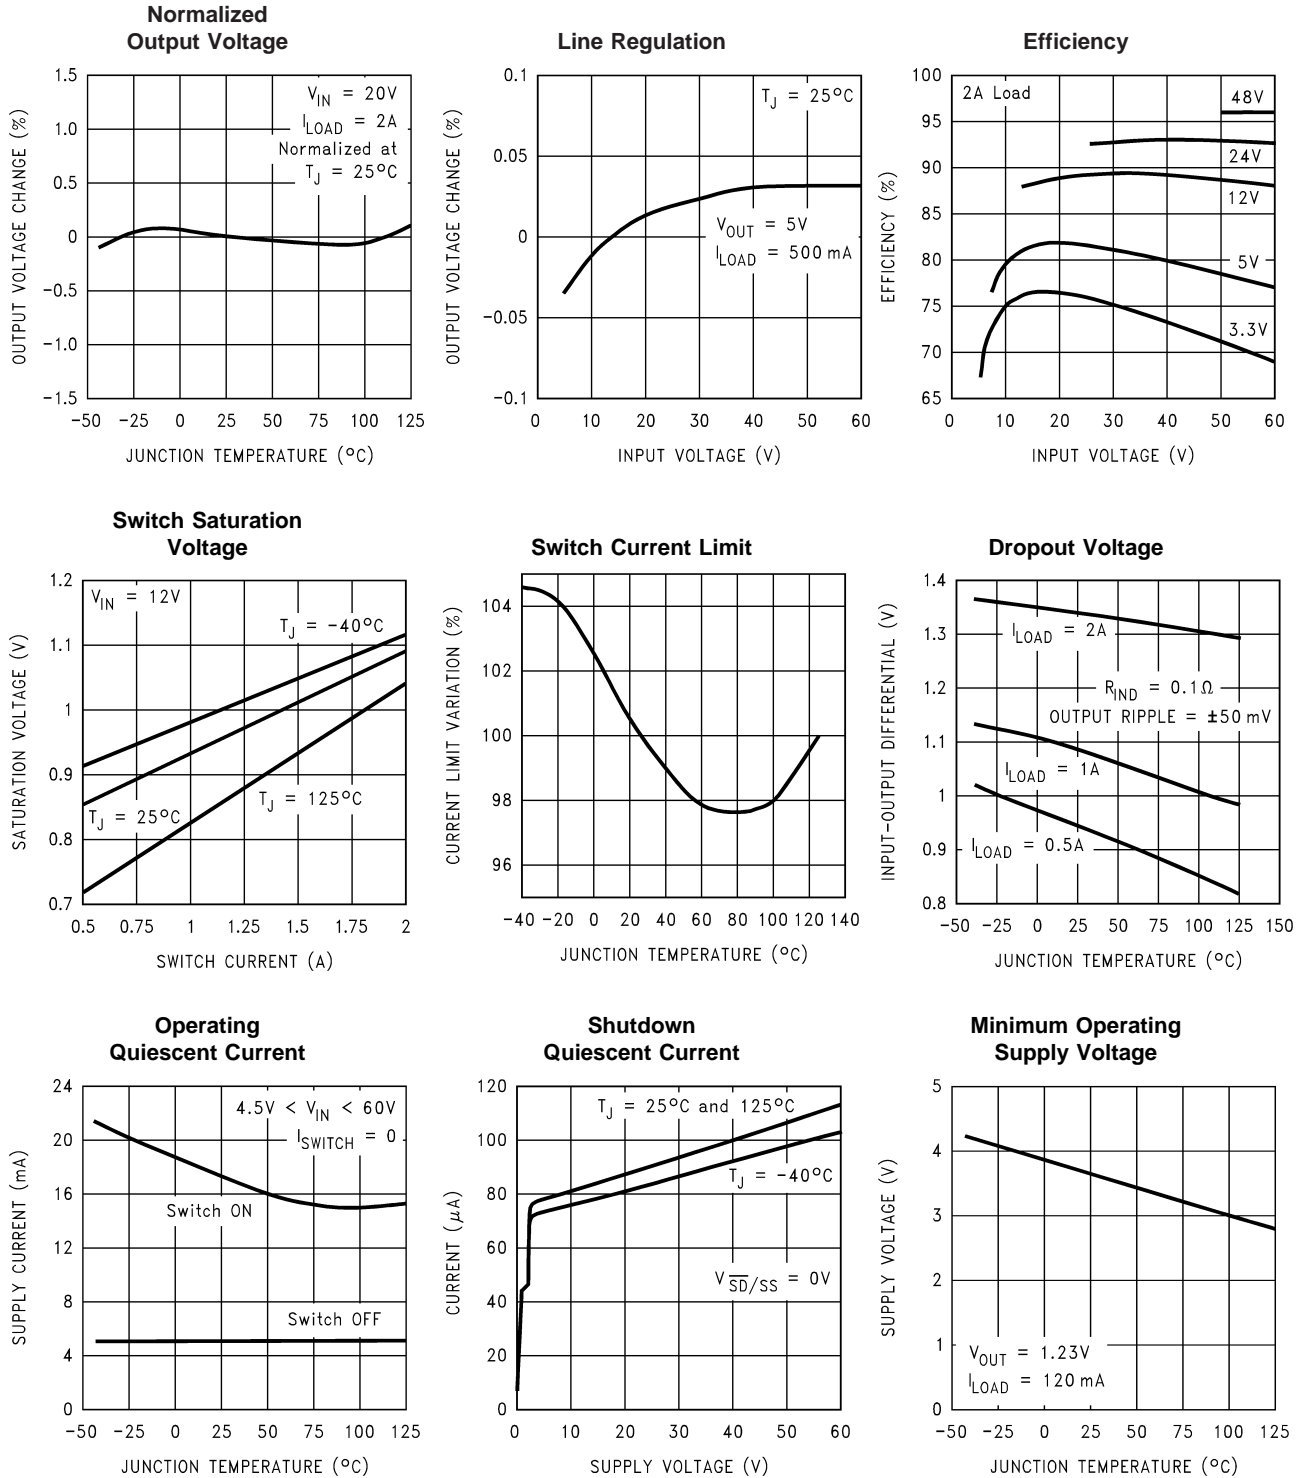 Normalized
Output Voltage
OUTPUT VOLTAGE CHANGE (%)
1.5
1.0
0.5
0
−0.5
−1.0
−1.5
V_IN = 20V
I_LOAD = 2A
Normalized at
T_J = 25°C
−50 −25 0 25 50 75 100 125
JUNCTION TEMPERATURE (°C)
Line Regulation
OUTPUT VOLTAGE CHANGE (%)
0.1
0.05
0
−0.05
−0.1
T_J = 25°C
V_OUT = 5V
I_LOAD = 500 mA
0 10 20 30 40 50 60
INPUT VOLTAGE (V)
Efficiency
EFFICIENCY (%)
100
95
90
85
80
75
70
65
2A Load
48V
24V
12V
5V
3.3V
0 10 20 30 40 50 60
INPUT VOLTAGE (V)
Switch Saturation
Voltage
SATURATION VOLTAGE (V)
1.2
1.1
1
0.9
0.8
0.7
V_IN = 12V
T_J = −40°C
T_J = 125°C
T_J = 25°C
0.5 0.75 1 1.25 1.5 1.75 2
SWITCH CURRENT (A)
Switch Current Limit
CURRENT LIMIT VARIATION (%)
104
102
100
98
96
−40 −20 0 20 40 60 80 100 120 140
JUNCTION TEMPERATURE (°C)
Dropout Voltage
INPUT−OUTPUT DIFFERENTIAL (V)
1.4
1.3
1.2
1.1
1
0.9
0.8
I_LOAD = 2A
R_IND = 0.1Ω
OUTPUT RIPPLE = ±50 mV
I_LOAD = 1A
I_LOAD = 0.5A
−50 −25 0 25 50 75 100 125 150
JUNCTION TEMPERATURE (°C)
Operating
Quiescent Current
SUPPLY CURRENT (mA)
24
20
16
12
8
4
0
4.5V < V_IN < 60V
I_SWITCH = 0
Switch ON
Switch OFF
−50 −25 0 25 50 75 100 125
JUNCTION TEMPERATURE (°C)
Shutdown
Quiescent Current
CURRENT (μA)
120
100
80
60
40
20
0
T_J = 25°C and 125°C
T_J = −40°C
V_S̅D̅/SS = 0V
0 10 20 30 40 50 60
SUPPLY VOLTAGE (V)
Minimum Operating
Supply Voltage
SUPPLY VOLTAGE (V)
5
4
3
2
1
0
V_OUT = 1.23V
I_LOAD = 120 mA
−50 −25 0 25 50 75 100 125
JUNCTION TEMPERATURE (°C)